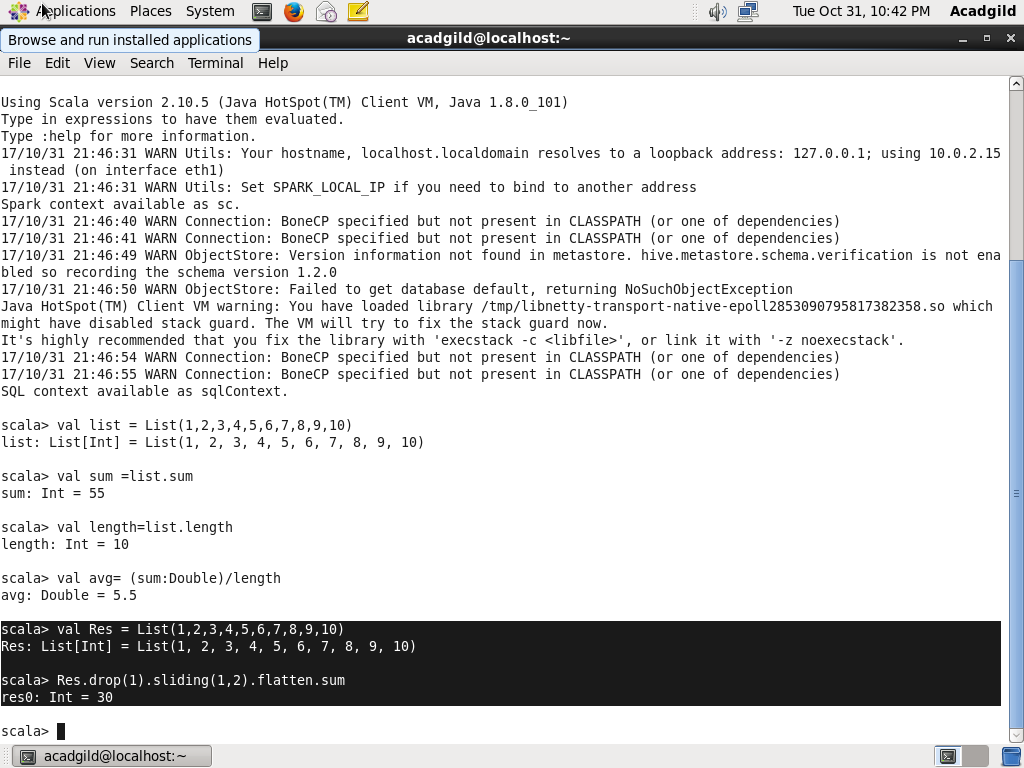 Applications Places System Tue Oct 31, 10:42 PM Acadgild
Browse and run installed applications
acadgild@localhost:~
File Edit View Search Terminal Help
Using Scala version 2.10.5 (Java HotSpot(TM) Client VM, Java 1.8.0_101)
Type in expressions to have them evaluated.
Type :help for more information.
17/10/31 21:46:31 WARN Utils: Your hostname, localhost.localdomain resolves to a loopback address: 127.0.0.1; using 10.0.2.15
 instead (on interface eth1)
17/10/31 21:46:31 WARN Utils: Set SPARK_LOCAL_IP if you need to bind to another address
Spark context available as sc.
17/10/31 21:46:40 WARN Connection: BoneCP specified but not present in CLASSPATH (or one of dependencies)
17/10/31 21:46:41 WARN Connection: BoneCP specified but not present in CLASSPATH (or one of dependencies)
17/10/31 21:46:49 WARN ObjectStore: Version information not found in metastore. hive.metastore.schema.verification is not ena
bled so recording the schema version 1.2.0
17/10/31 21:46:50 WARN ObjectStore: Failed to get database default, returning NoSuchObjectException
Java HotSpot(TM) Client VM warning: You have loaded library /tmp/libnetty-transport-native-epoll2853090795817382358.so which
might have disabled stack guard. The VM will try to fix the stack guard now.
It's highly recommended that you fix the library with 'execstack -c <libfile>', or link it with '-z noexecstack'.
17/10/31 21:46:54 WARN Connection: BoneCP specified but not present in CLASSPATH (or one of dependencies)
17/10/31 21:46:55 WARN Connection: BoneCP specified but not present in CLASSPATH (or one of dependencies)
SQL context available as sqlContext.
scala> val list = List(1,2,3,4,5,6,7,8,9,10)
list: List[Int] = List(1, 2, 3, 4, 5, 6, 7, 8, 9, 10)
scala> val sum =list.sum
sum: Int = 55
scala> val length=list.length
length: Int = 10
scala> val avg= (sum:Double)/length
avg: Double = 5.5
scala> val Res = List(1,2,3,4,5,6,7,8,9,10)
Res: List[Int] = List(1, 2, 3, 4, 5, 6, 7, 8, 9, 10)
scala> Res.drop(1).sliding(1,2).flatten.sum
res0: Int = 30
scala>
acadgild@localhost:~